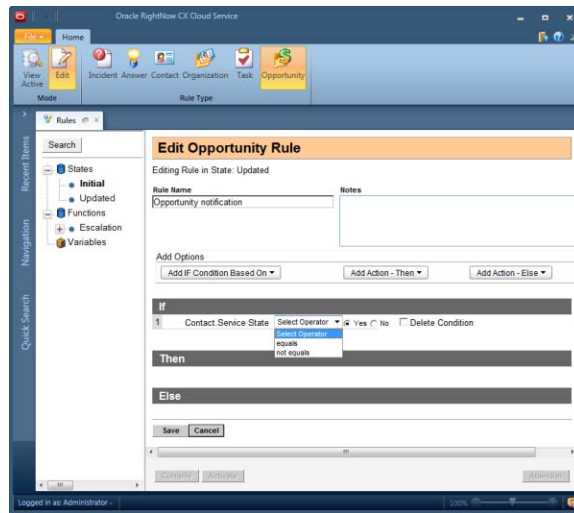 Oracle RightNow CX Cloud Service
File
Home
View Active
Edit
Incident
Answer
Contact
Organization
Task
Opportunity
Mode
Rule Type
Rules
Recent Items
Navigation
Quick Search
Search
States
Initial
Updated
Functions
Escalation
Variables
Edit Opportunity Rule
Editing Rule in State: Updated
Rule Name
Notes
Opportunity notification
Add Options
Add IF Condition Based On
Add Action - Then
Add Action - Else
If
1 Contact.Service State Select Operator Yes No Delete Condition
Select Operator
equals
not equals
Then
Else
Save
Cancel
Compile
Activate
Abandon
Logged in as: Administrator -
100%